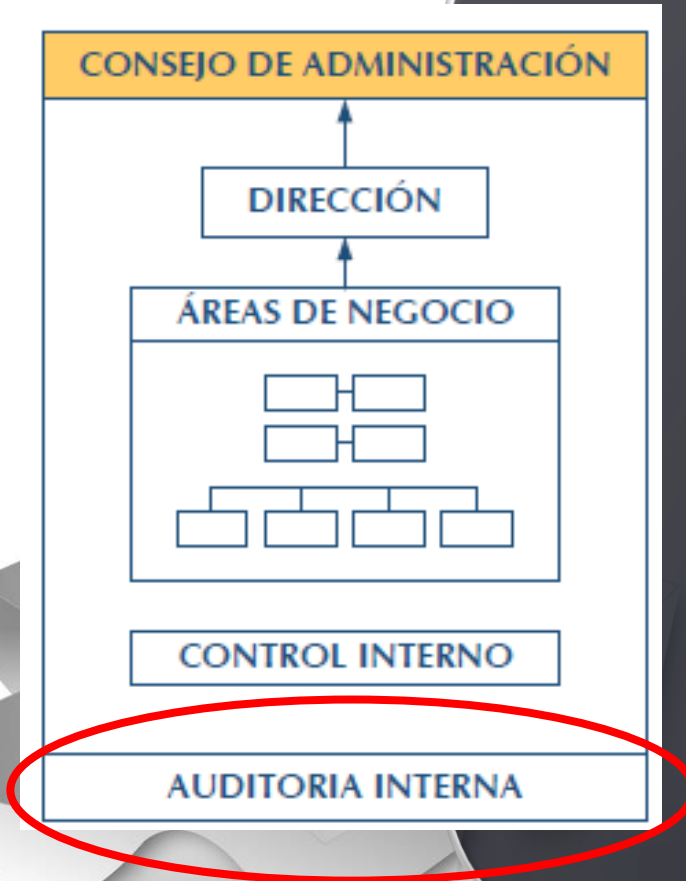 CONSEJO DE ADMINISTRACIÓN
DIRECCIÓN
ÁREAS DE NEGOCIO
CONTROL INTERNO
AUDITORIA INTERNA